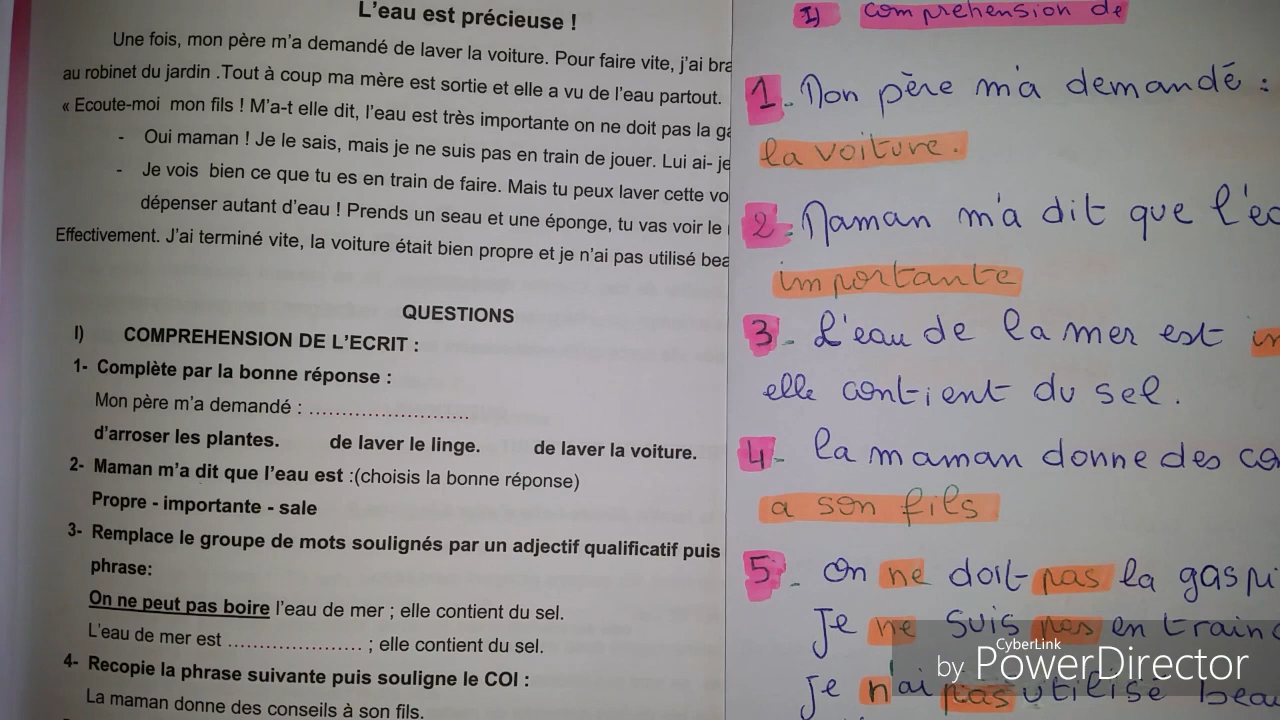 L'eau est précieuse !
Une fois, mon père m'a demandé de laver la voiture. Pour faire vite, j'ai
au robinet du jardin .Tout à coup ma mère est sortie et elle a vu de l'eau partout.
« Ecoute-moi mon fils ! M'a-t elle dit, l'eau est très importante on ne doit pas la
- Oui maman ! Je le sais, mais je ne suis pas en train de jouer. Lui ai- je
- Je vois bien ce que tu es en train de faire. Mais tu peux laver cette
dépenser autant d'eau ! Prends un seau et une éponge, tu vas voir le
Effectivement. J'ai terminé vite, la voiture était bien propre et je n'ai pas utilisé
QUESTIONS
I) COMPREHENSION DE L'ECRIT :
1- Complète par la bonne réponse :
Mon père m'a demandé : ........................
d'arroser les plantes. de laver le linge. de laver la voiture.
2- Maman m'a dit que l'eau est :(choisis la bonne réponse)
Propre - importante - sale
3- Remplace le groupe de mots soulignés par un adjectif qualificatif puis
phrase:
On ne peut pas boire l'eau de mer ; elle contient du sel.
L'eau de mer est ..................... ; elle contient du sel.
4- Recopie la phrase suivante puis souligne le COI :
La maman donne des conseils à son fils.
I) comprehension de
1. Mon père m'a demandé :
la voiture.
2. Maman m'a dit que
importante
3. L'eau de la mer est
elle contient du sel.
4. la maman donne des
a son fils
5. On ne doit pas la
Je ne suis pas en train
je n'ai pas utilisé
CyberLink
by PowerDirector